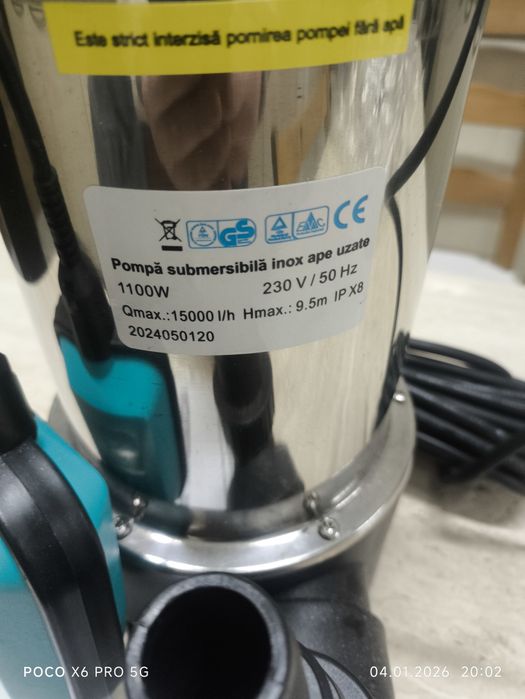 Este strict interzisă pornirea pompei fără apă
GS EMC CE
Pompă submersibilă inox ape uzate
1100W 230 V / 50 Hz
Qmax.:15000 l/h Hmax.: 9.5m IP X8
2024050120
POCO X6 PRO 5G 04.01.2026 20:02